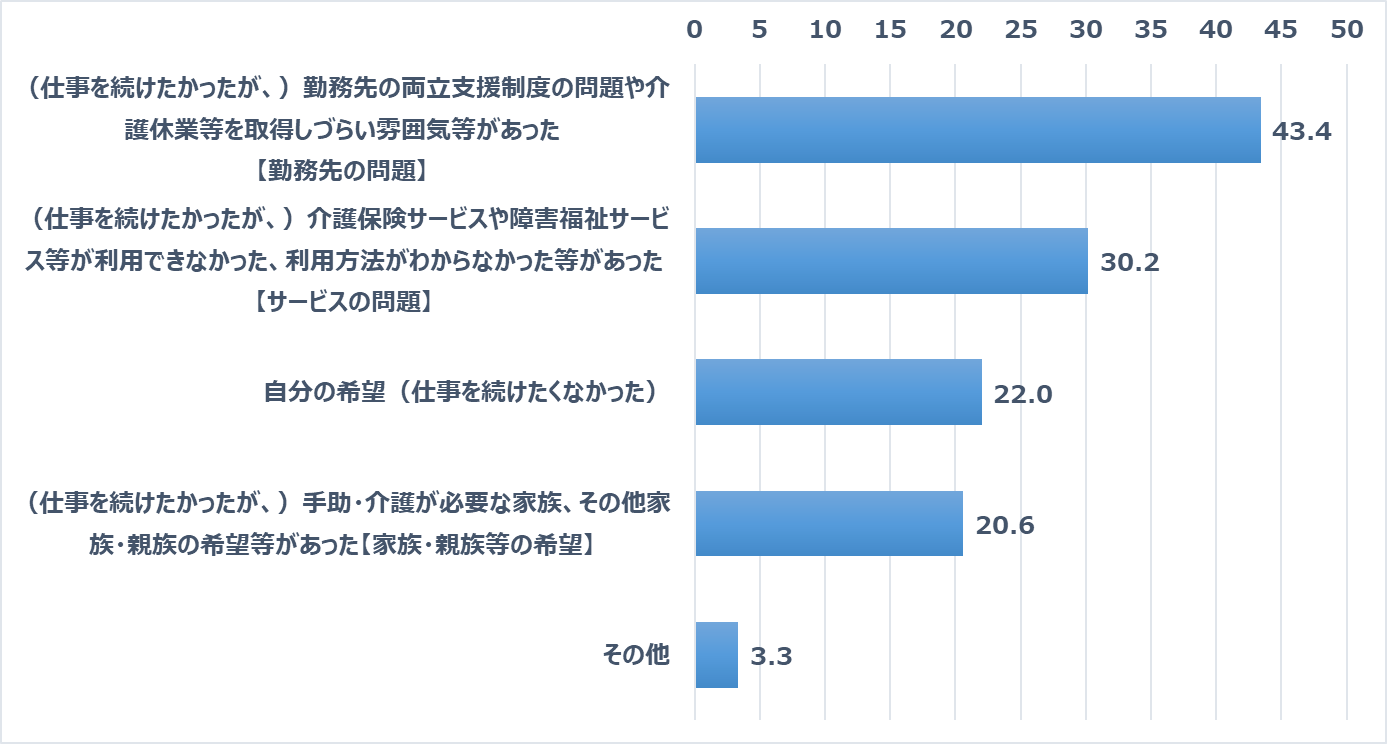 0 5 10 15 20 25 30 35 40 45 50
（仕事を続けたかったが、）勤務先の両立支援制度の問題や介
護休業等を取得しづらい雰囲気等があった
【勤務先の問題】
43.4
（仕事を続けたかったが、）介護保険サービスや障害福祉サービ
ス等が利用できなかった、利用方法がわからなかった等があった
【サービスの問題】
30.2
自分の希望（仕事を続けたくなかった）
22.0
（仕事を続けたかったが、）手助・介護が必要な家族、その他家
族・親族の希望等があった【家族・親族等の希望】
20.6
その他
3.3